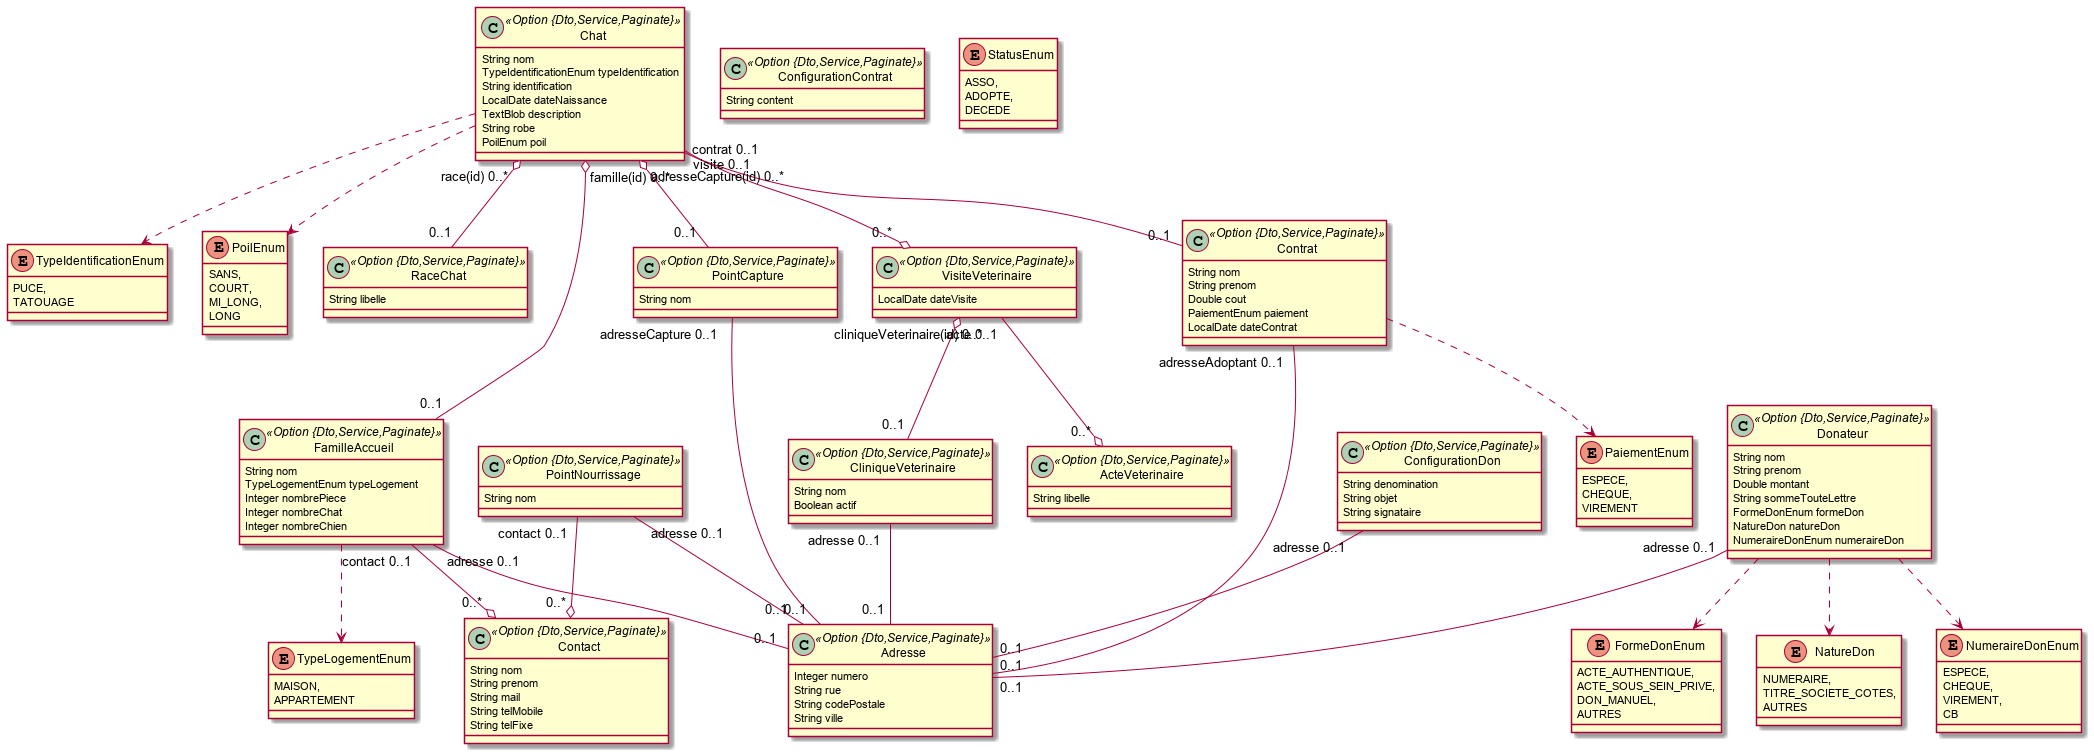 «Option {Dto,Service,Paginate}»
Chat
String nom
TypeIdentificationEnum typeIdentification
String identification
LocalDate dateNaissance
TextBlob description
String robe
PoilEnum poil
«Option {Dto,Service,Paginate}»
ConfigurationContrat
String content
StatusEnum
ASSO,
ADOPTE,
DECEDE
contrat 0..1
visite 0..1
race(id) 0..*
famille(id) 0..*
adresseCapture(id) 0..*
0..1
0..1
0..*
0..1
TypeIdentificationEnum
PUCE,
TATOUAGE
PoilEnum
SANS,
COURT,
MI_LONG,
LONG
«Option {Dto,Service,Paginate}»
RaceChat
String libelle
«Option {Dto,Service,Paginate}»
PointCapture
String nom
«Option {Dto,Service,Paginate}»
VisiteVeterinaire
LocalDate dateVisite
«Option {Dto,Service,Paginate}»
Contrat
String nom
String prenom
Double cout
PaiementEnum paiement
LocalDate dateContrat
adresseCapture 0..1
cliniqueVeterinaire(id) 0..*
acte 0..1
adresseAdoptant 0..1
0..1
0..1
0..*
«Option {Dto,Service,Paginate}»
FamilleAccueil
String nom
TypeLogementEnum typeLogement
Integer nombrePiece
Integer nombreChat
Integer nombreChien
«Option {Dto,Service,Paginate}»
PointNourrissage
String nom
«Option {Dto,Service,Paginate}»
CliniqueVeterinaire
String nom
Boolean actif
«Option {Dto,Service,Paginate}»
ActeVeterinaire
String libelle
«Option {Dto,Service,Paginate}»
ConfigurationDon
String denomination
String objet
String signataire
PaiementEnum
ESPECE,
CHEQUE,
VIREMENT
«Option {Dto,Service,Paginate}»
Donateur
String nom
String prenom
Double montant
String sommeTouteLettre
FormeDonEnum formeDon
NatureDon natureDon
NumeraireDonEnum numeraireDon
contact 0..1
adresse 0..1
contact 0..1
adresse 0..1
adresse 0..1
adresse 0..1
adresse 0..1
0..*
0..*
0..1
0..1
0..1
0..1
0..1
0..1
0..1
TypeLogementEnum
MAISON,
APPARTEMENT
«Option {Dto,Service,Paginate}»
Contact
String nom
String prenom
String mail
String telMobile
String telFixe
«Option {Dto,Service,Paginate}»
Adresse
Integer numero
String rue
String codePostale
String ville
FormeDonEnum
ACTE_AUTHENTIQUE,
ACTE_SOUS_SEIN_PRIVE,
DON_MANUEL,
AUTRES
NatureDon
NUMERAIRE,
TITRE_SOCIETE_COTES,
AUTRES
NumeraireDonEnum
ESPECE,
CHEQUE,
VIREMENT,
CB